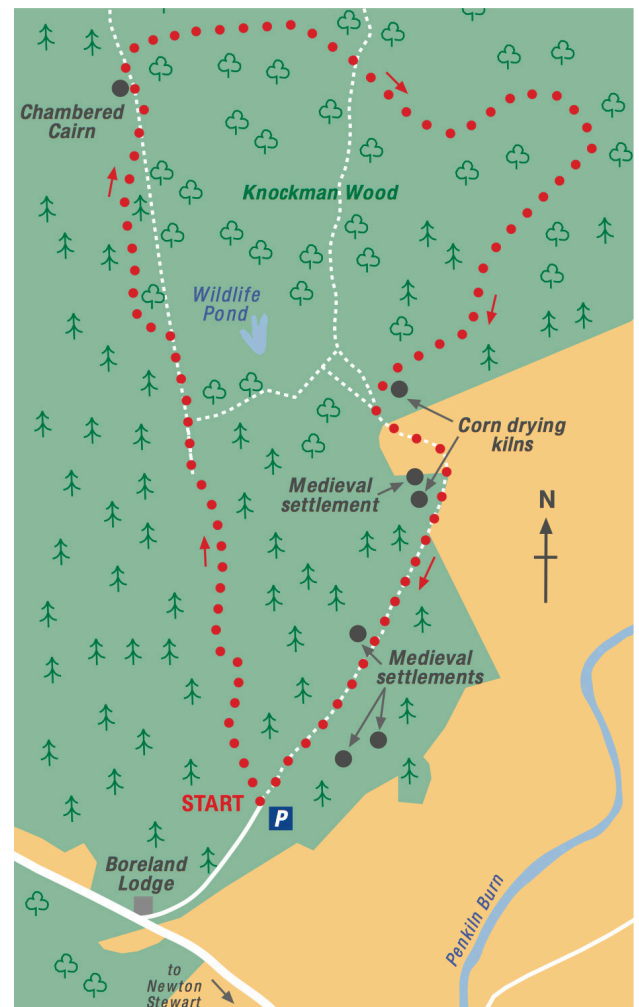 Chambered
Cairn
Knockman Wood
Wildlife
Pond
Corn drying
kilns
Medieval
settlement
N
Medieval
settlements
START
P
Boreland
Lodge
Penkiln Burn
to
Newton
Stewart